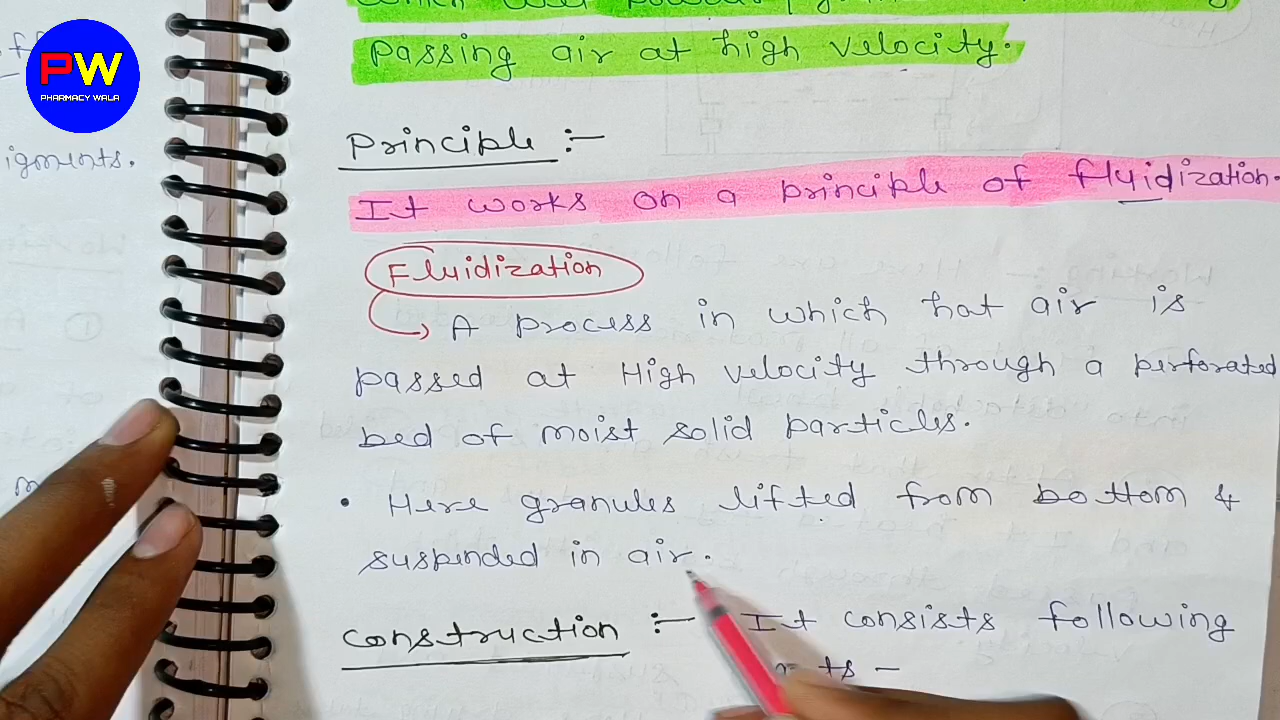 PW
PHARMACY WALA
igments.
Passing air at high velocity.
Principle :-
It works on a principle of fluidization.
Fluidization
A process in which hot air is
passed at High velocity through a perforated
bed of moist solid particles.
• Here granules lifted from bottom &
suspended in air.
Construction :- It consists following